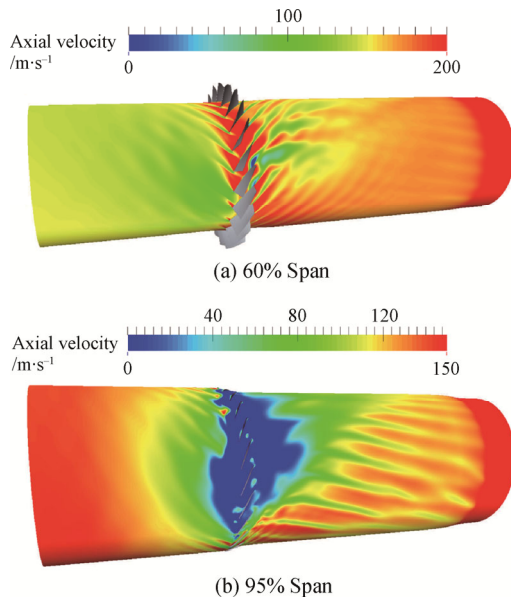 100
Axial velocity
/m·s⁻¹
0 200
(a) 60% Span
40 80 120
Axial velocity
/m·s⁻¹
0 150
(b) 95% Span